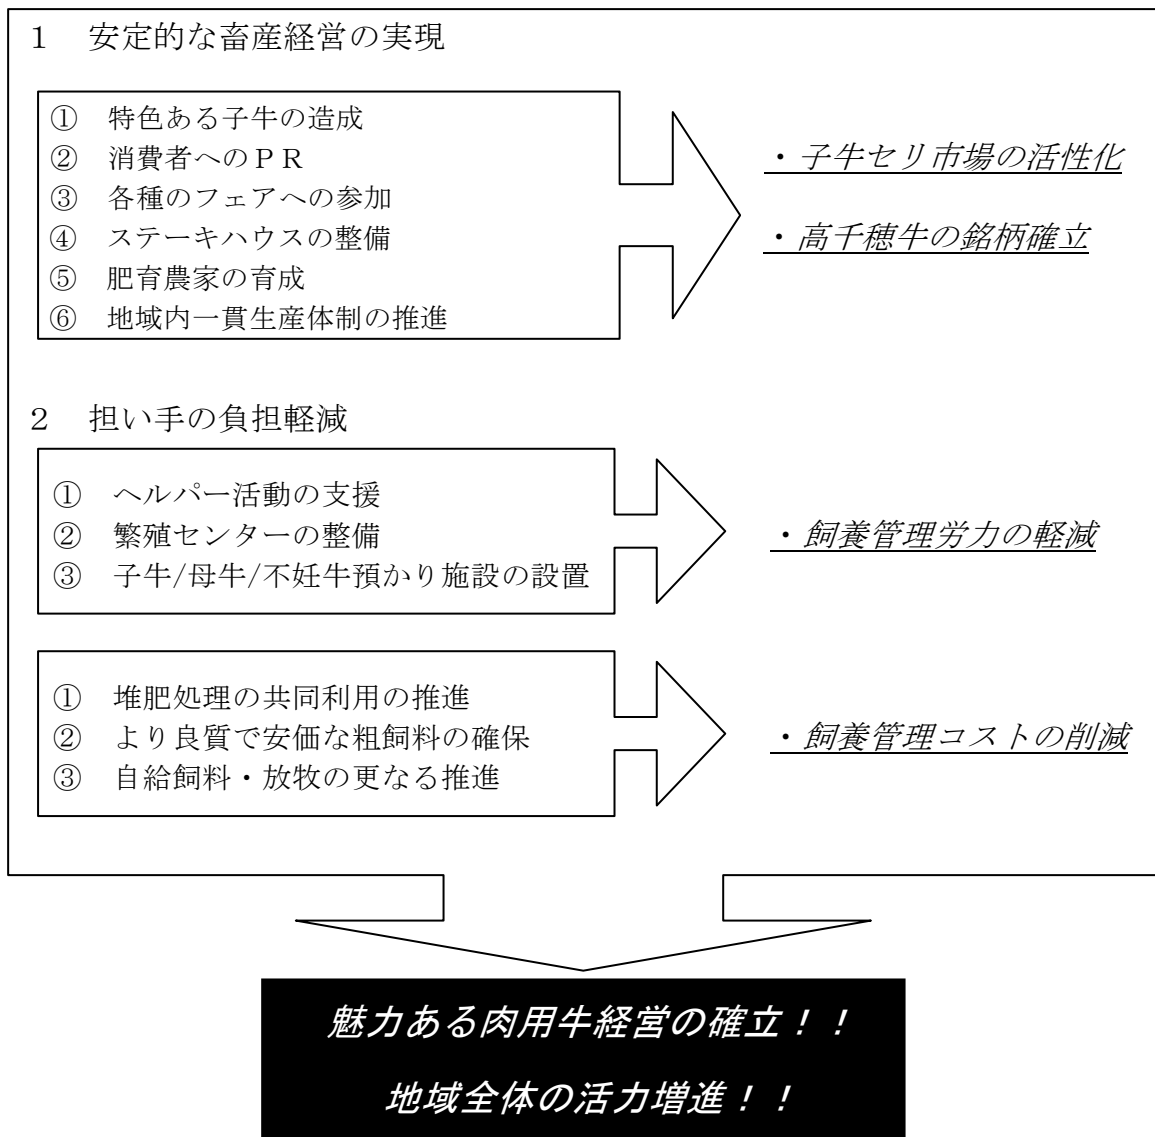 １　安定的な畜産経営の実現
①　特色ある子牛の造成
②　消費者へのＰＲ
③　各種のフェアへの参加
④　ステーキハウスの整備
⑤　肥育農家の育成
⑥　地域内一貫生産体制の推進
・子牛セリ市場の活性化
・高千穂牛の銘柄確立
２　担い手の負担軽減
①　ヘルパー活動の支援
②　繁殖センターの整備
③　子牛/母牛/不妊牛預かり施設の設置
・飼養管理労力の軽減
①　堆肥処理の共同利用の推進
②　より良質で安価な粗飼料の確保
③　自給飼料・放牧の更なる推進
・飼養管理コストの削減
魅力ある肉用牛経営の確立！！
地域全体の活力増進！！